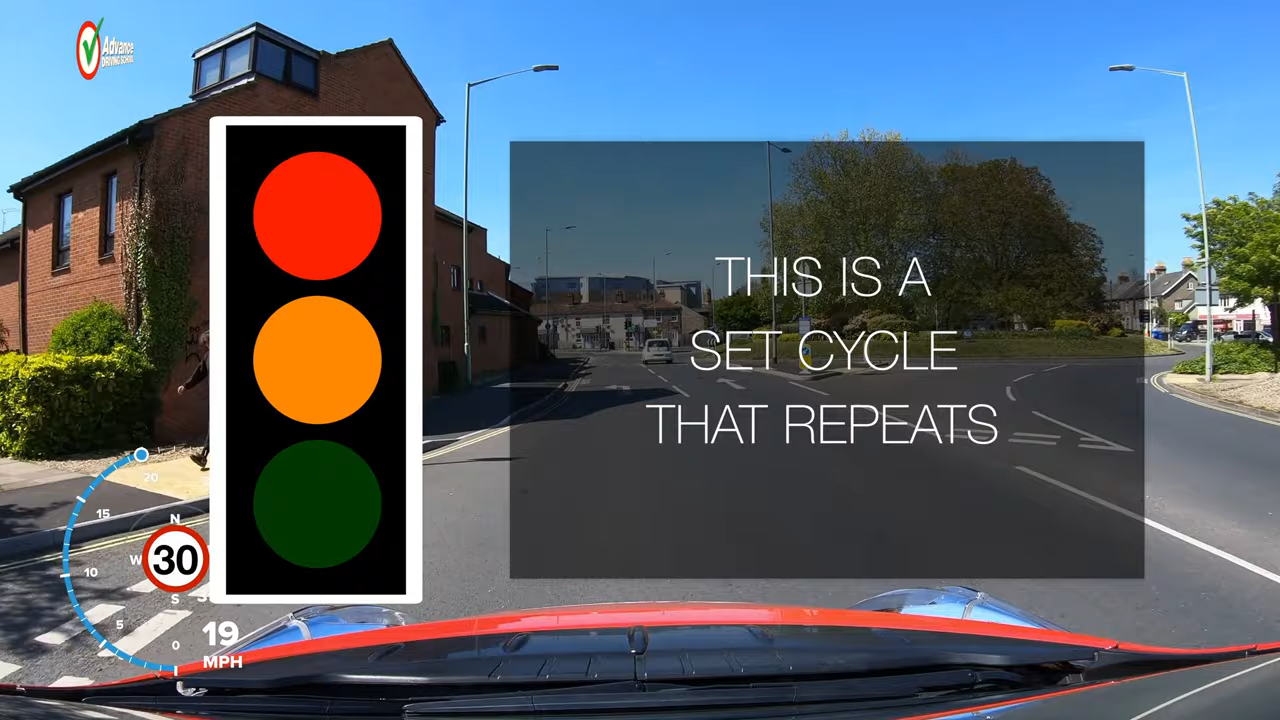 Advance
DRIVING SCHOOL
THIS IS A
SET CYCLE
THAT REPEATS
20
15
10
5
0
N
W
S
30
19
MPH